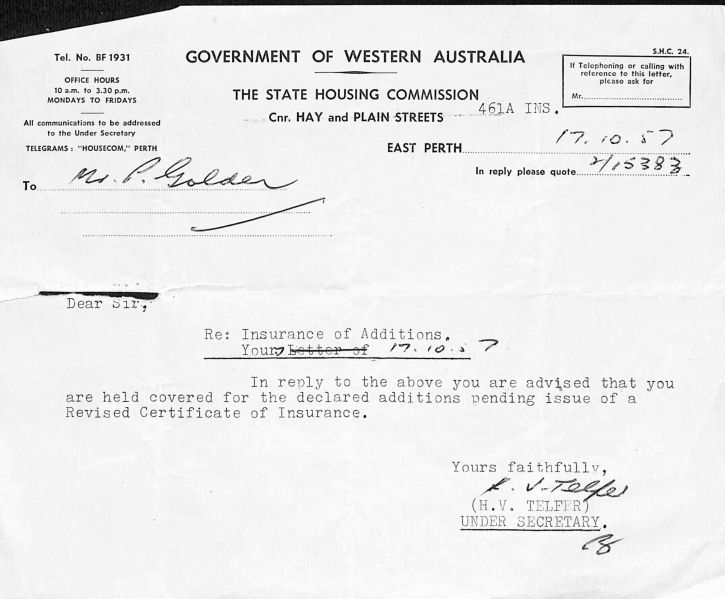 S.H.C. 24.
Tel. No. BF 1931
GOVERNMENT OF WESTERN AUSTRALIA
OFFICE HOURS
10 a.m. to 3.30 p.m.
MONDAYS TO FRIDAYS
If Telephoning or calling with
reference to this letter,
please ask for
Mr.
THE STATE HOUSING COMMISSION
461A INS.
Cnr. HAY and PLAIN STREETS
All communications to be addressed
to the Under Secretary
TELEGRAMS: "HOUSECOM," PERTH
EAST PERTH 17.10.57
In reply please quote 2/15383
To Mr. P. Golder
Dear Sir,
Re: Insurance of Additions.
Your Letter of 17.10.57
In reply to the above you are advised that you
are held covered for the declared additions pending issue of a
Revised Certificate of Insurance.
Yours faithfully,
V. Telfer
(H.V. TELFER)
UNDER SECRETARY.